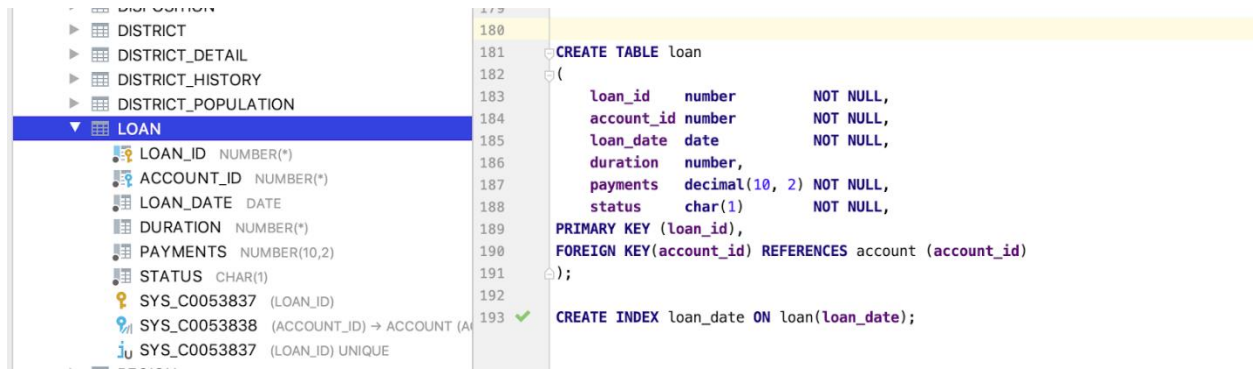 DISPOSITION
DISTRICT
DISTRICT_DETAIL
DISTRICT_HISTORY
DISTRICT_POPULATION
LOAN
LOAN_ID NUMBER(*)
ACCOUNT_ID NUMBER(*)
LOAN_DATE DATE
DURATION NUMBER(*)
PAYMENTS NUMBER(10,2)
STATUS CHAR(1)
SYS_C0053837 (LOAN_ID)
SYS_C0053838 (ACCOUNT_ID) → ACCOUNT (A
SYS_C0053837 (LOAN_ID) UNIQUE
179
180
181 CREATE TABLE loan
182 (
183 loan_id number NOT NULL,
184 account_id number NOT NULL,
185 loan_date date NOT NULL,
186 duration number,
187 payments decimal(10, 2) NOT NULL,
188 status char(1) NOT NULL,
189 PRIMARY KEY (loan_id),
190 FOREIGN KEY(account_id) REFERENCES account (account_id)
191 );
192
193 CREATE INDEX loan_date ON loan(loan_date);